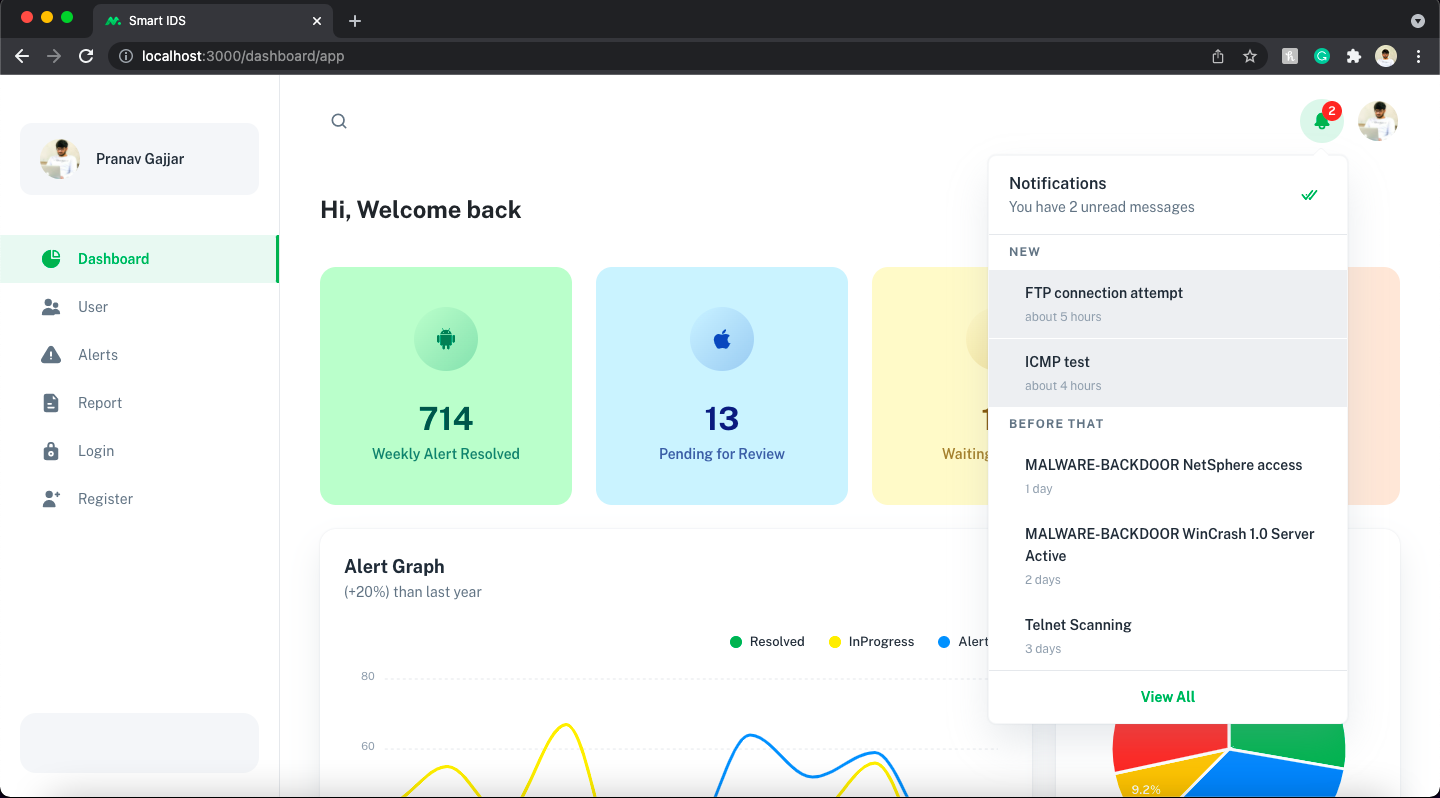 Smart IDS
localhost:3000/dashboard/app
2
Pranav Gajjar
Dashboard
User
Alerts
Report
Login
Register
Hi, Welcome back
714
Weekly Alert Resolved
13
Pending for Review
Waiting
Notifications
You have 2 unread messages
NEW
FTP connection attempt
about 5 hours
ICMP test
about 4 hours
BEFORE THAT
MALWARE-BACKDOOR NetSphere access
1 day
MALWARE-BACKDOOR WinCrash 1.0 Server
Active
2 days
Telnet Scanning
3 days
View All
Alert Graph
(+20%) than last year
Resolved
InProgress
Alert
80
60
9.2%